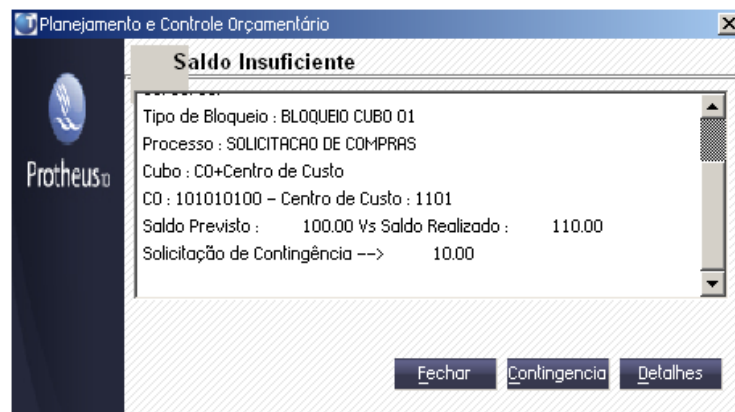 Planejamento e Controle Orçamentário
Saldo Insuficiente
Tipo de Bloqueio : BLOQUEIO CUBO 01
Processo : SOLICITACAO DE COMPRAS
Cubo : CO+Centro de Custo
CO : 101010100 - Centro de Custo : 1101
Saldo Previsto : 100.00 Vs Saldo Realizado : 110.00
Solicitação de Contingência --> 10.00
Protheus10
Fechar Contingencia Detalhes